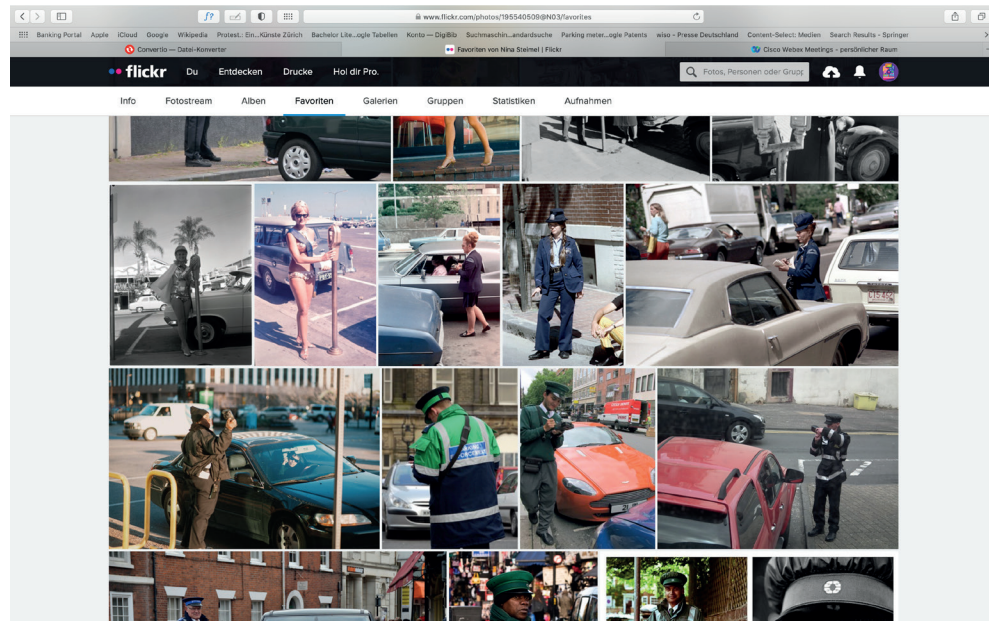 www.flickr.com/photos/195540509@N03/favorites
Banking Portal Apple iCloud Google Wikipedia Protest.: Ein...Künste Zürich Bachelor Lite...ogle Tabellen Konto — DigiBib Suchmaschin...andardsuche Parking meter...ogle Patents wiso – Presse Deutschland Content-Select: Medien Search Results - Springer
Convertio — Datei-Konverter Favoriten von Nina Steimel | Flickr Cisco Webex Meetings - persönlicher Raum
flickr Du Entdecken Drucke Hol dir Pro. Fotos, Personen oder Grupp
Info Fotostream Alben Favoriten Galerien Gruppen Statistiken Aufnahmen